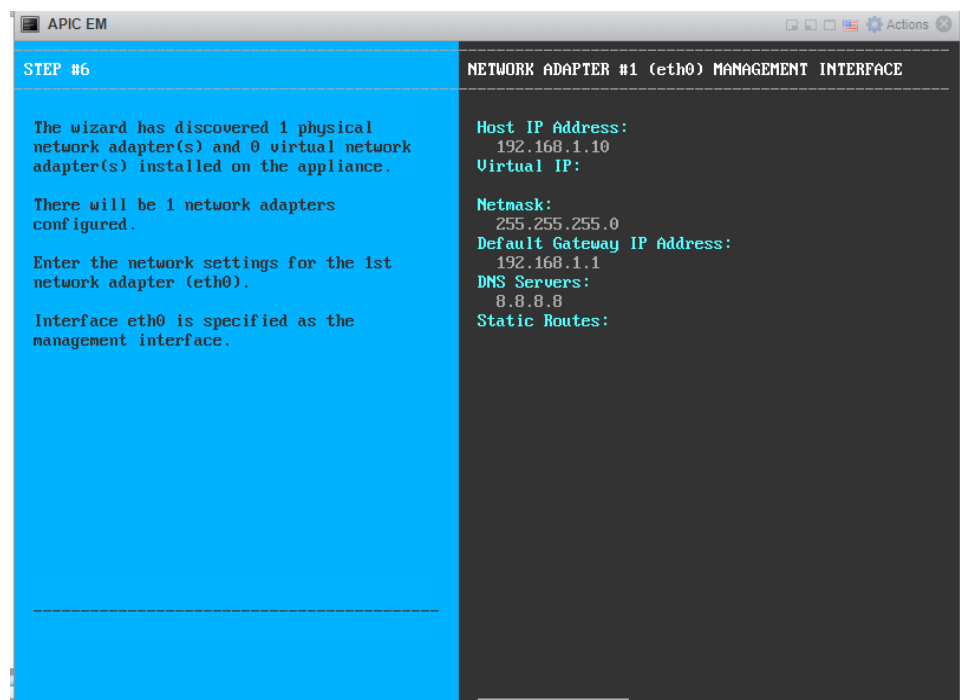 APIC EM
Actions
STEP #6
The wizard has discovered 1 physical
network adapter(s) and 0 virtual network
adapter(s) installed on the appliance.
There will be 1 network adapters
configured.
Enter the network settings for the 1st
network adapter (eth0).
Interface eth0 is specified as the
management interface.
NETWORK ADAPTER #1 (eth0) MANAGEMENT INTERFACE
Host IP Address:
192.168.1.10
Virtual IP:
Netmask:
255.255.255.0
Default Gateway IP Address:
192.168.1.1
DNS Servers:
8.8.8.8
Static Routes: